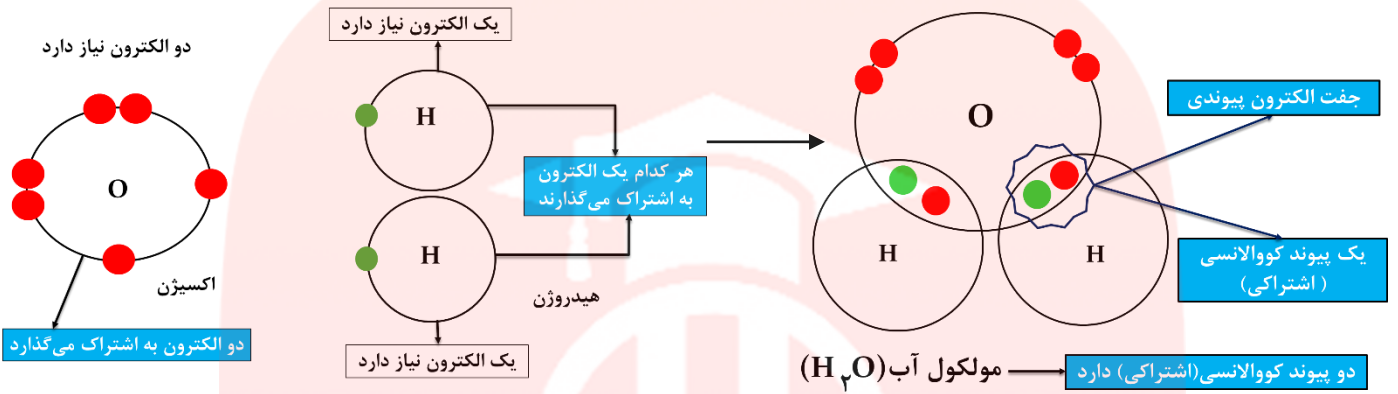 دو الکترون نیاز دارد
O
اکسیژن
دو الکترون به اشتراک می‌گذارد
یک الکترون نیاز دارد
H
هر کدام یک الکترون
به اشتراک می‌گذارند
H
هیدروژن
یک الکترون نیاز دارد
O
H
H
جفت الکترون پیوندی
یک پیوند کووالانسی
( اشتراکی)
مولکول آب (H۲O)
دو پیوند کووالانسی(اشتراکی) دارد